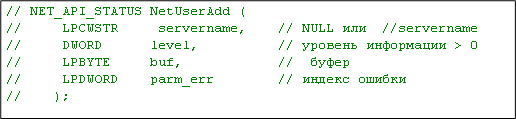 // NET_API_STATUS NetUserAdd (
// LPCWSTR servername, // NULL или //servername
// DWORD level, // уровень информации > 0
// LPBYTE buf, // буфер
// LPDWORD parm_err // индекс ошибки
// );